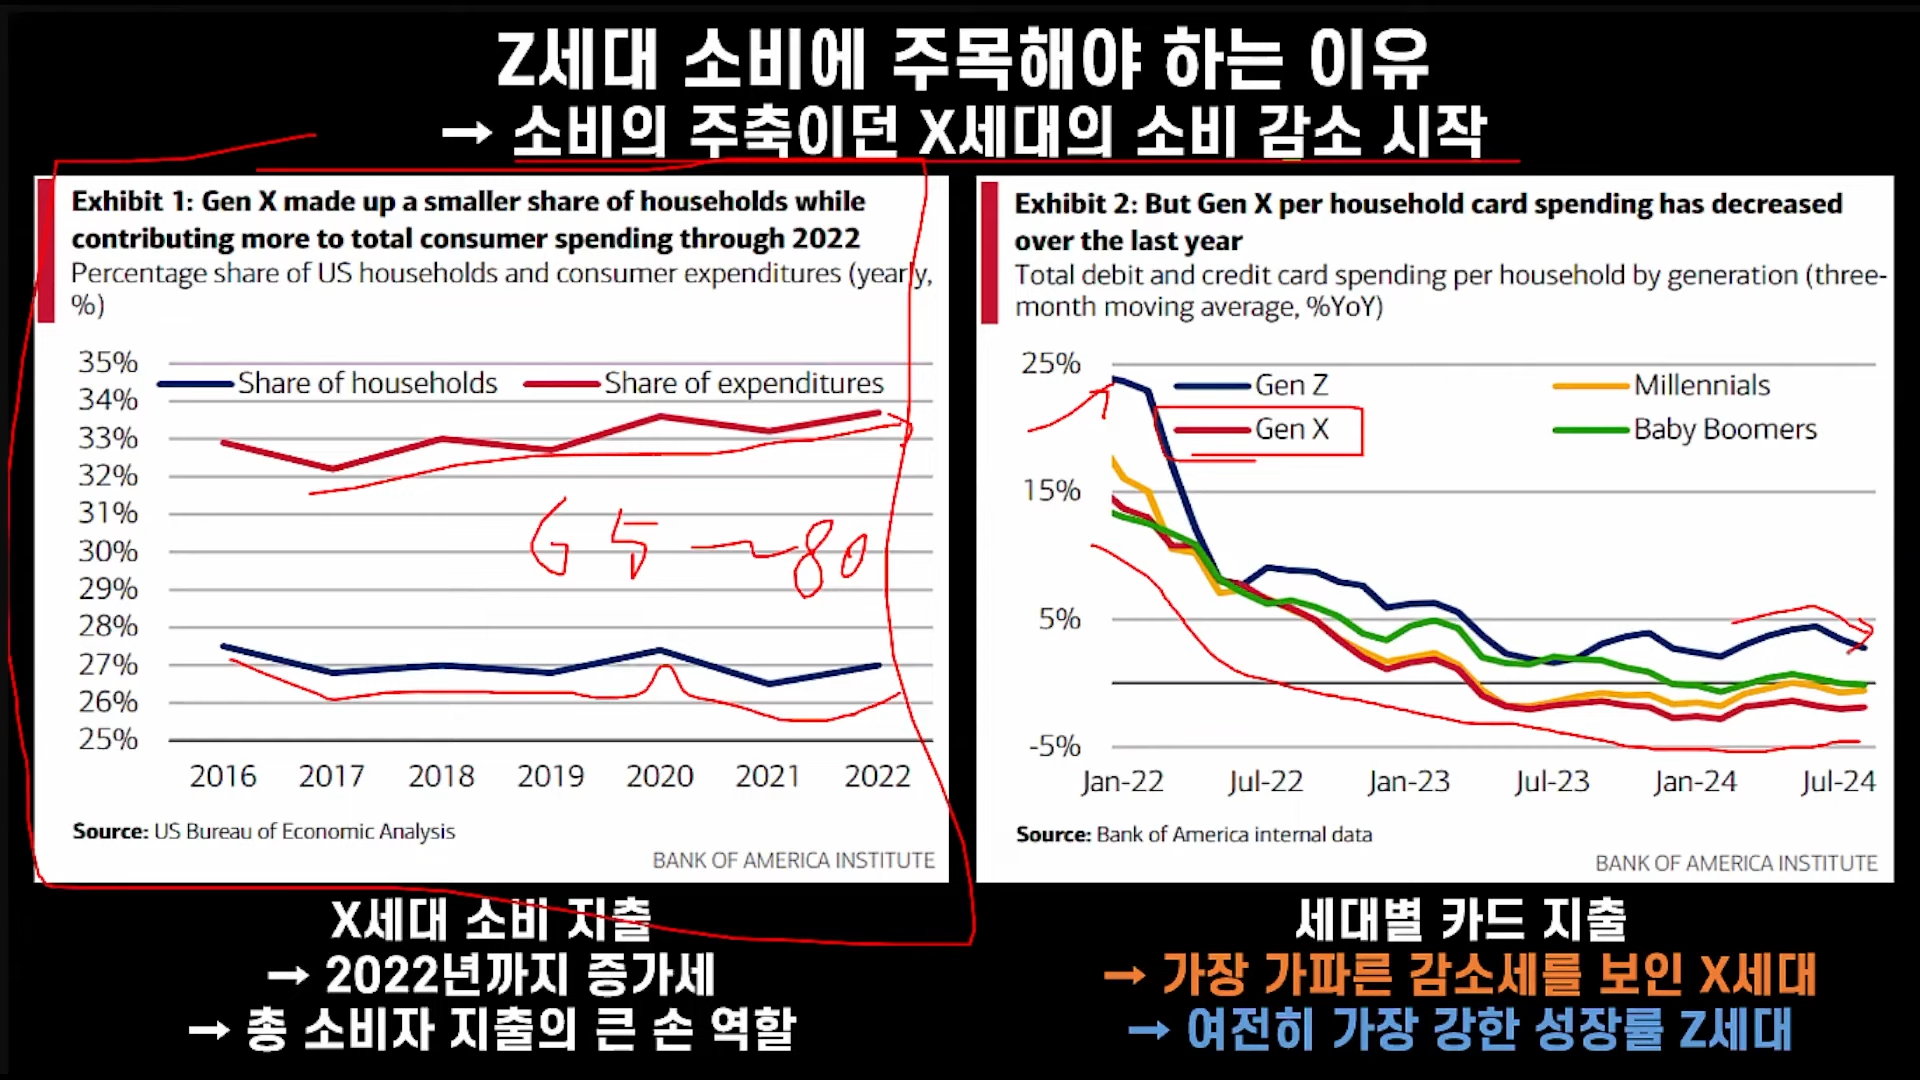 Z세대 소비에 주목해야 하는 이유
→ 소비의 주축이던 X세대의 소비 감소 시작
Exhibit 1: Gen X made up a smaller share of households while
contributing more to total consumer spending through 2022
Percentage share of US households and consumer expenditures (yearly,
%)
35%
Share of households
Share of expenditures
34%
33%
32%
31%
30%
29%
28%
27%
26%
25%
65 ~ 80
2016 2017 2018 2019 2020 2021 2022
Source: US Bureau of Economic Analysis
BANK OF AMERICA INSTITUTE
X세대 소비 지출
→ 2022년까지 증가세
→ 총 소비자 지출의 큰 손 역할
Exhibit 2: But Gen X per household card spending has decreased
over the last year
Total debit and credit card spending per household by generation (three-
month moving average, %YoY)
25%
Gen Z
Millennials
Gen X
Baby Boomers
15%
5%
-5%
Jan-22 Jul-22 Jan-23 Jul-23 Jan-24 Jul-24
Source: Bank of America internal data
BANK OF AMERICA INSTITUTE
세대별 카드 지출
→ 가장 가파른 감소세를 보인 X세대
→ 여전히 가장 강한 성장률 Z세대